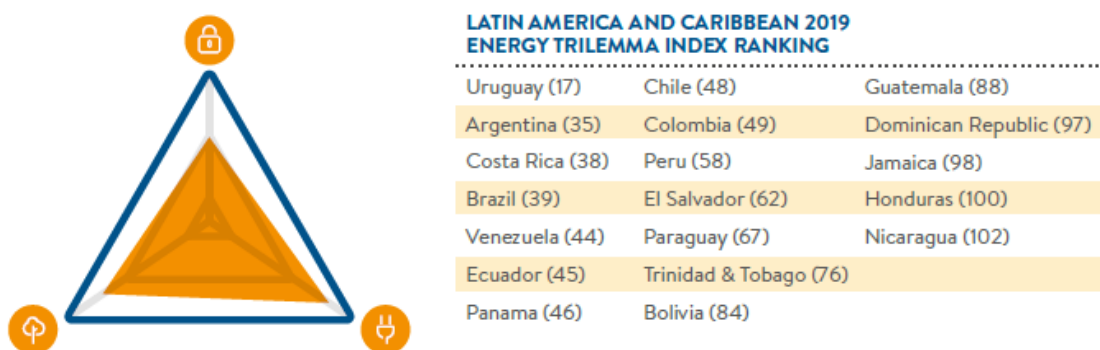 LATIN AMERICA AND CARIBBEAN 2019
ENERGY TRILEMMA INDEX RANKING
Uruguay (17) Chile (48) Guatemala (88)
Argentina (35) Colombia (49) Dominican Republic (97)
Costa Rica (38) Peru (58) Jamaica (98)
Brazil (39) El Salvador (62) Honduras (100)
Venezuela (44) Paraguay (67) Nicaragua (102)
Ecuador (45) Trinidad & Tobago (76)
Panama (46) Bolivia (84)